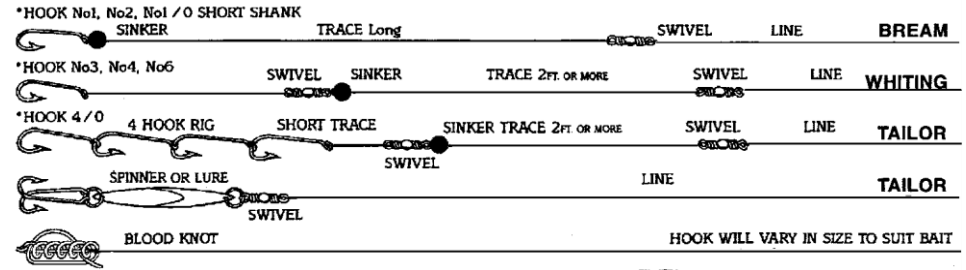 *HOOK No1, No2, No1/0 SHORT SHANK
SINKER TRACE Long SWIVEL LINE BREAM
*HOOK No3, No4, No6
SWIVEL SINKER TRACE 2FT. OR MORE SWIVEL LINE WHITING
*HOOK 4/0
4 HOOK RIG SHORT TRACE SINKER TRACE 2FT. OR MORE SWIVEL LINE TAILOR
SWIVEL
SPINNER OR LURE LINE TAILOR
SWIVEL
BLOOD KNOT HOOK WILL VARY IN SIZE TO SUIT BAIT